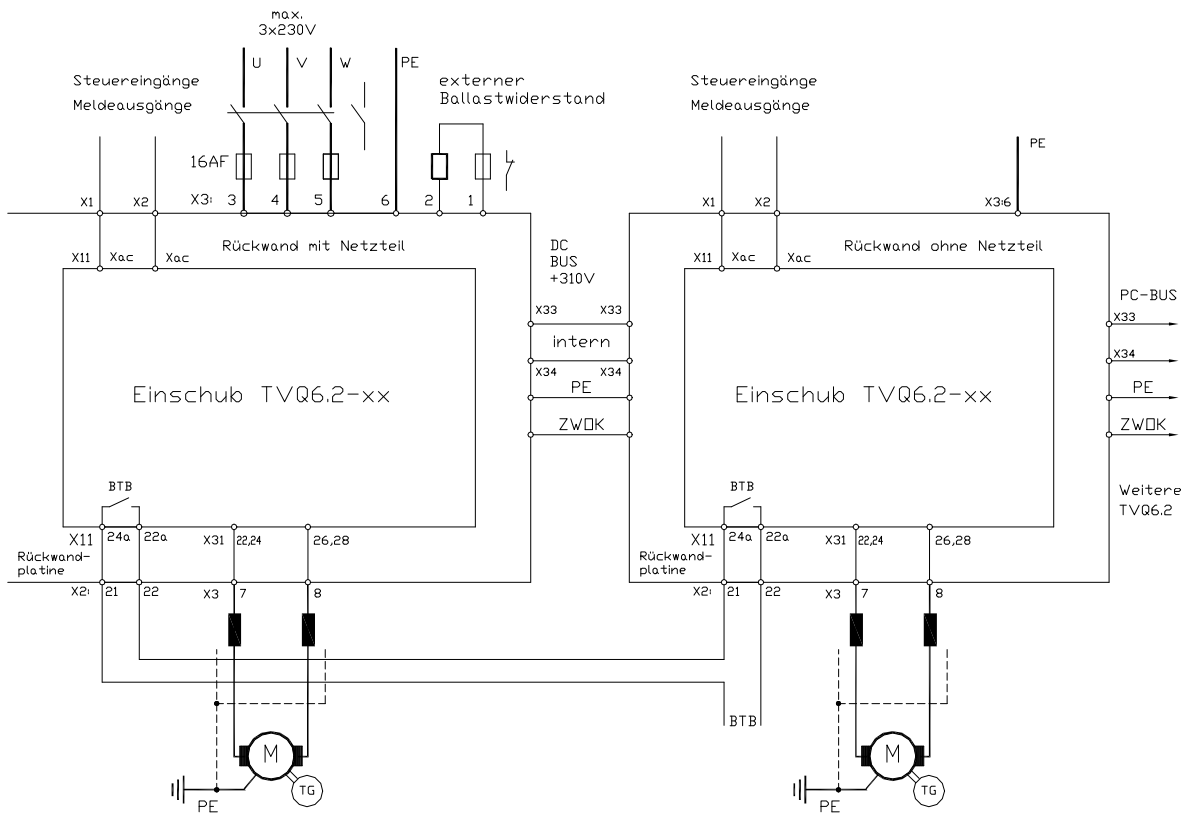 max.
3x230V
U V W PE
Steuereingänge
Meldeausgänge
externer
Ballastwiderstand
Steuereingänge
Meldeausgänge
PE
16AF
X1 X2 X3: 3 4 5 6 2 1
X1 X2 X3:6
Rückwand mit Netzteil
X11 Xac Xac
DC
BUS
+310V
Rückwand ohne Netzteil
X11 Xac Xac
PC-BUS
X33 X33
X33
intern
X34 X34
X34
PE
PE
ZWOK
ZWOK
Einschub TVQ6.2-xx
Einschub TVQ6.2-xx
BTB
BTB
Weitere
TVQ6.2
X11 24a 22a X31 22,24 26,28
X11 24a 22a X31 22,24 26,28
Rückwand-
platine
Rückwand-
platine
X2: 21 22 X3 7 8
X2: 21 22 X3 7 8
BTB
M
M
TG
TG
PE
PE